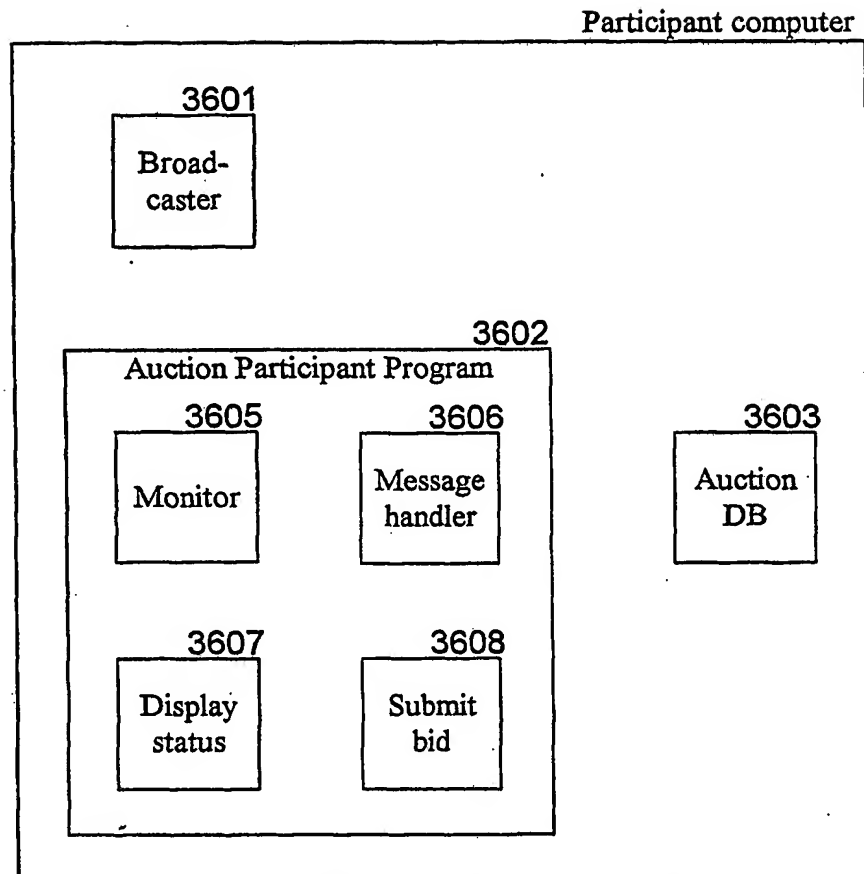 Participant computer
3601
Broad-
caster
3602
Auction Participant Program
3605
Monitor
3606
Message
handler
3603
Auction
DB
3607
Display
status
3608
Submit
bid